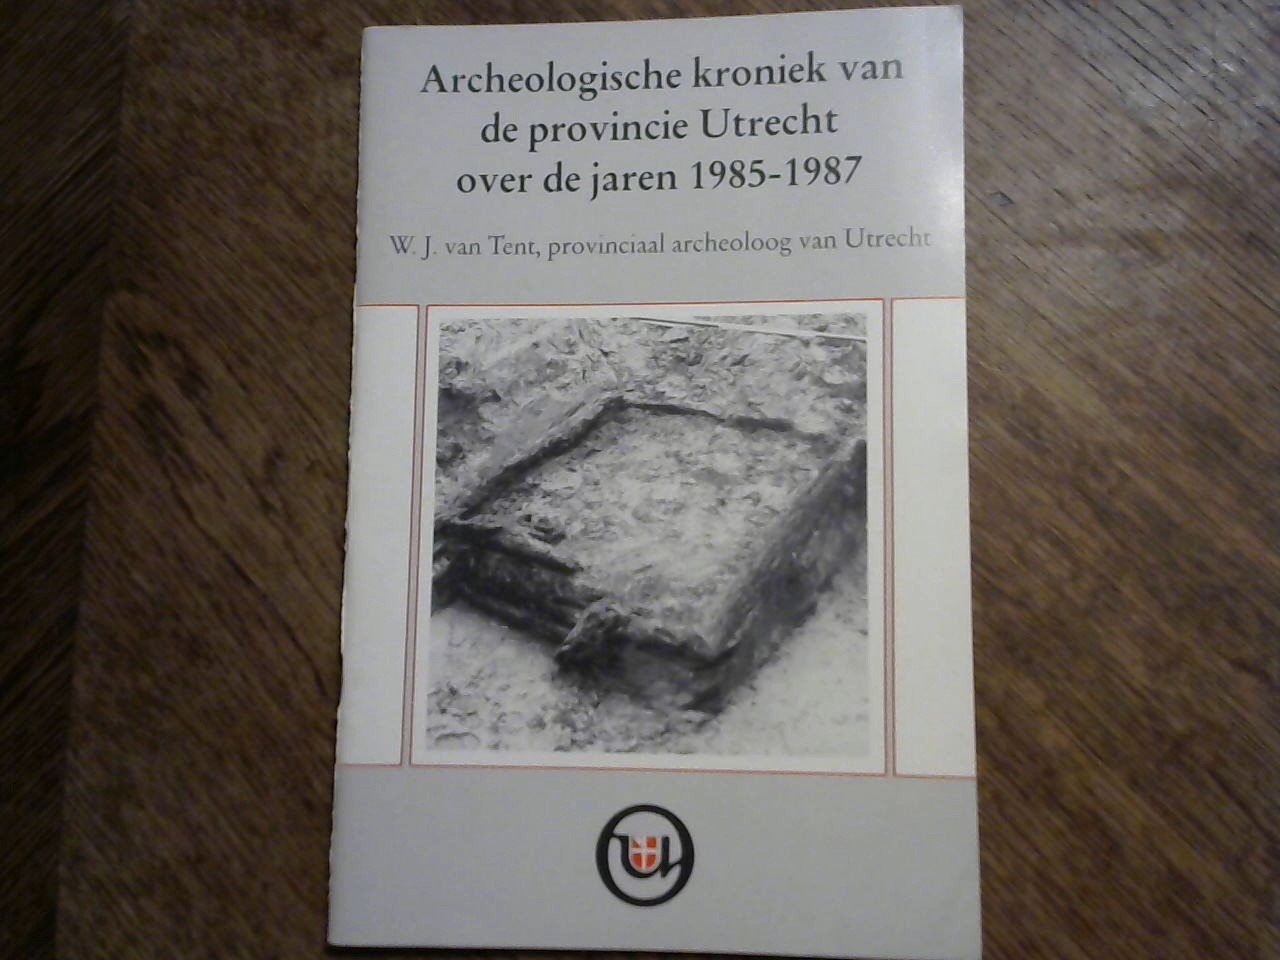 Archeologische kroniek van
de provincie Utrecht
over de jaren 1985-1987
W. J. van Tent, provinciaal archeoloog van Utrecht